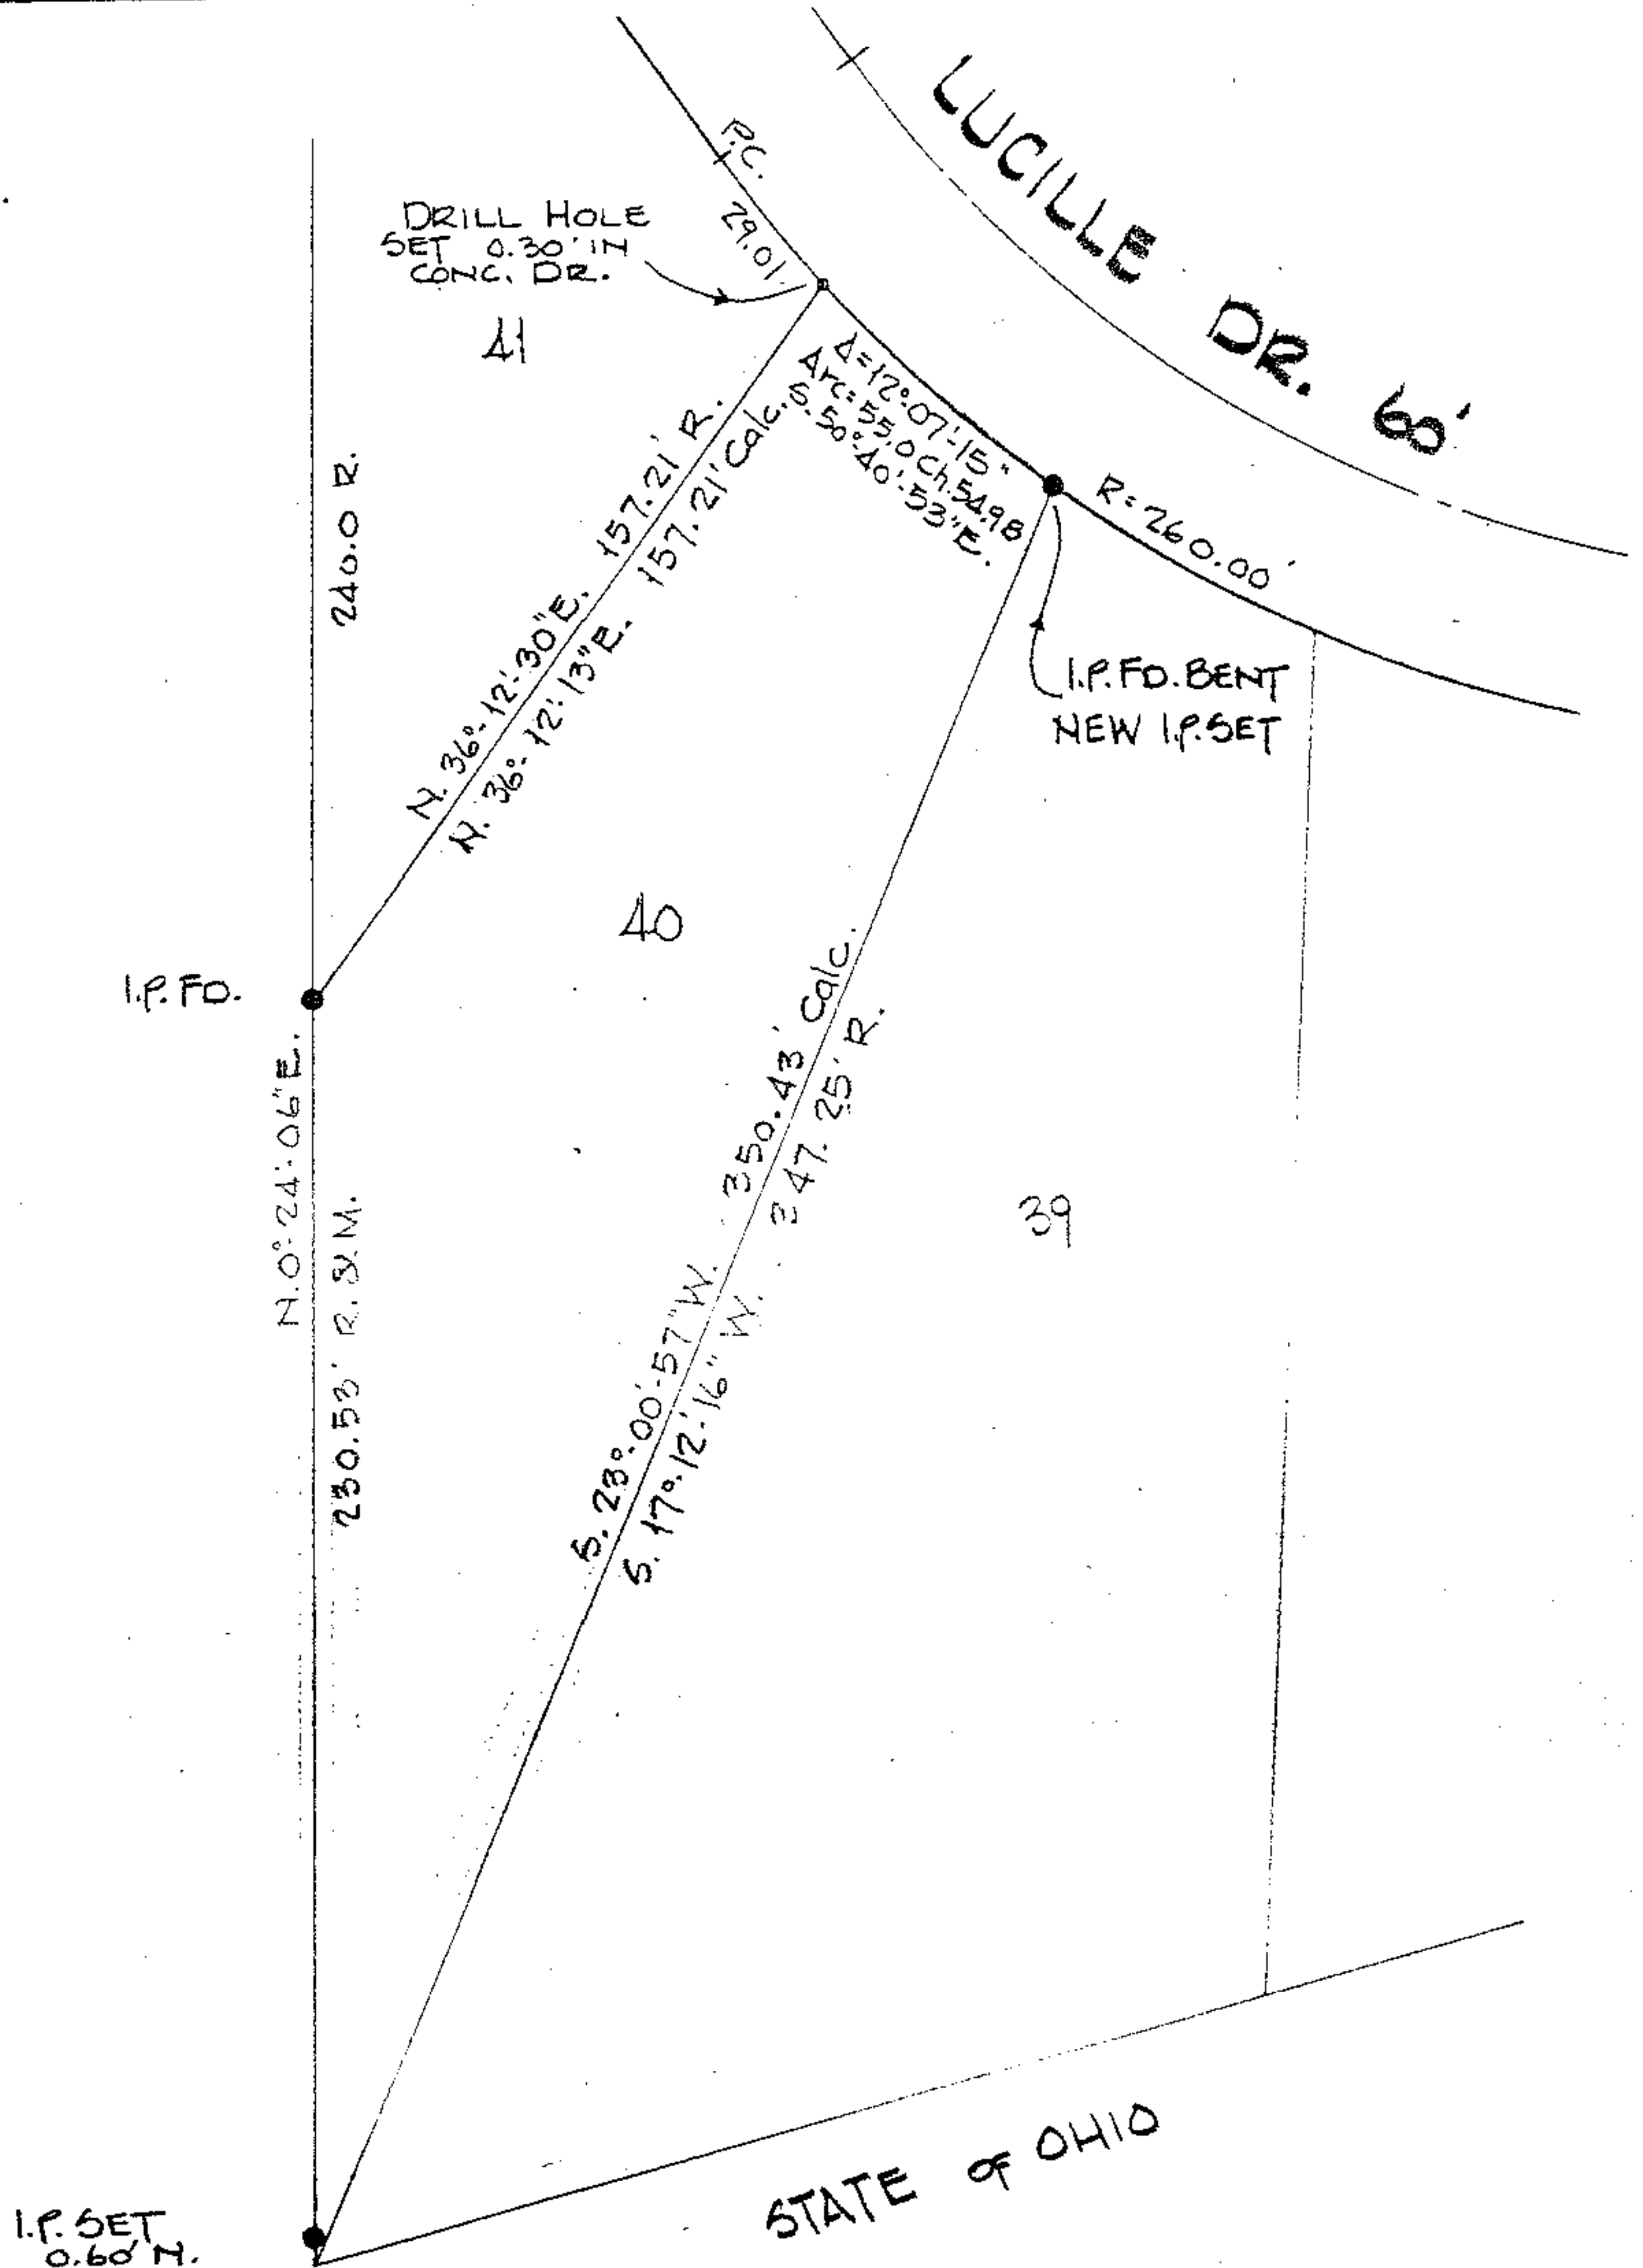 LUCILLE DR. 60'
P.C.
29.01
DRILL HOLE
SET 0.30' IN
CONC. DR.
41
Δ=12°-07'-15"
Arc=55.0 Ch.54.98
S.50°-40'-53"E.
R=260.00'
240.0 R.
N. 36°-12'-30"E. 157.21' R.
N. 36°-12'-13"E. 157.21' Calc.
I.P. FD. BENT
NEW I.P. SET
40
I.P. FD.
N.0°-24'-06"E.
230.53' R. & M.
S. 23°-00'-57"W. 350.43' Calc.
S. 17°-12'-16" W. 347.25' R.
39
STATE OF OHIO
I.P. SET
0.60' N.